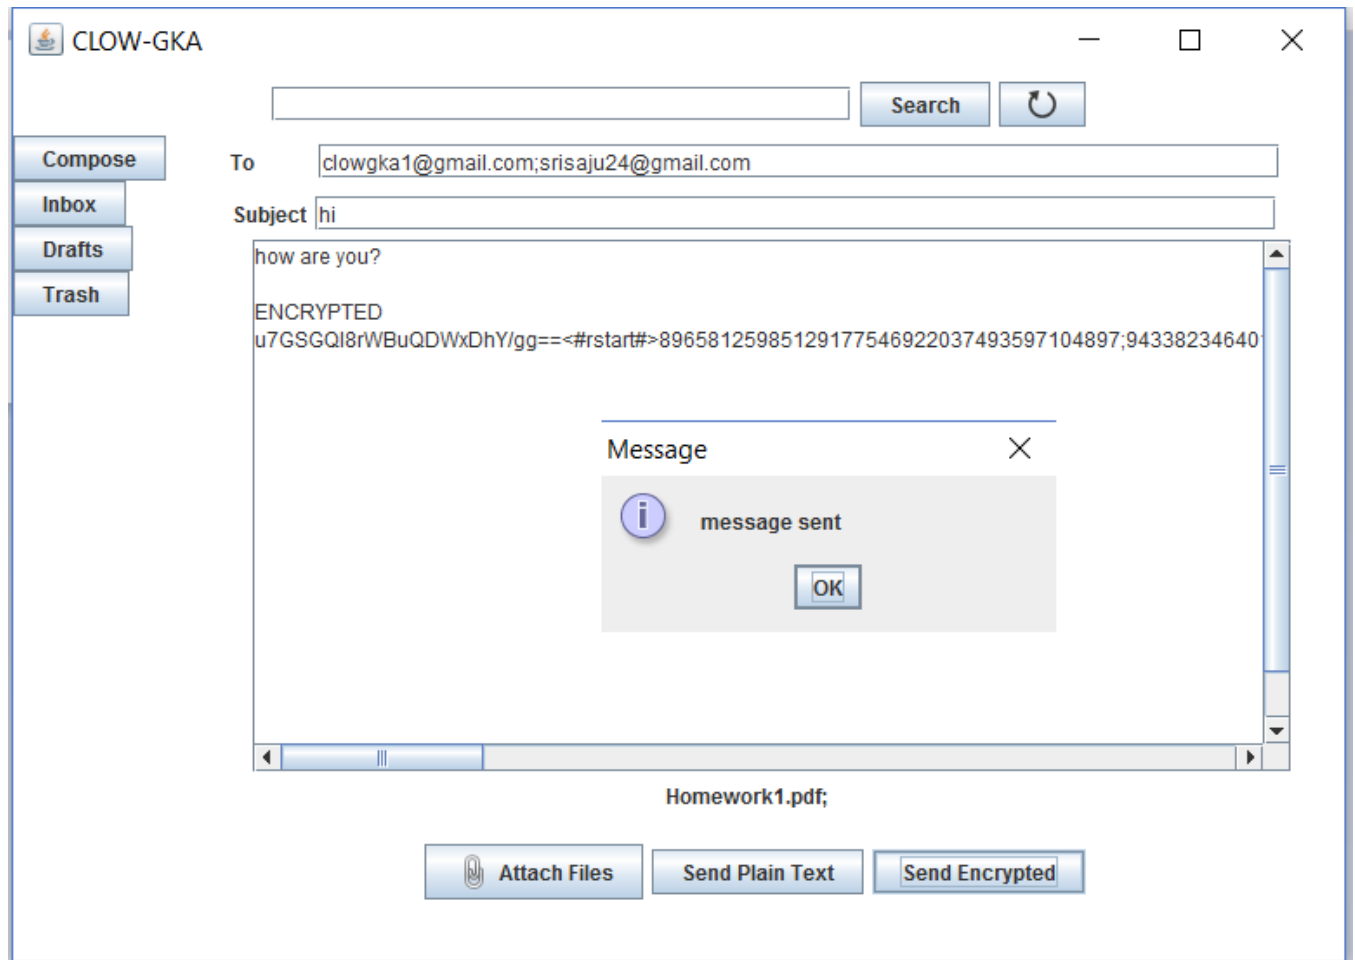 CLOW-GKA
Search
Compose
To clowgka1@gmail.com;srisaju24@gmail.com
Inbox
Subject hi
Drafts
how are you?
Trash
ENCRYPTED
u7GSGQI8rWBuQDWxDhY/gg==<#rstart#>89658125985129177546922037493597104897;94338234640
Message
message sent
OK
Homework1.pdf;
Attach Files Send Plain Text Send Encrypted